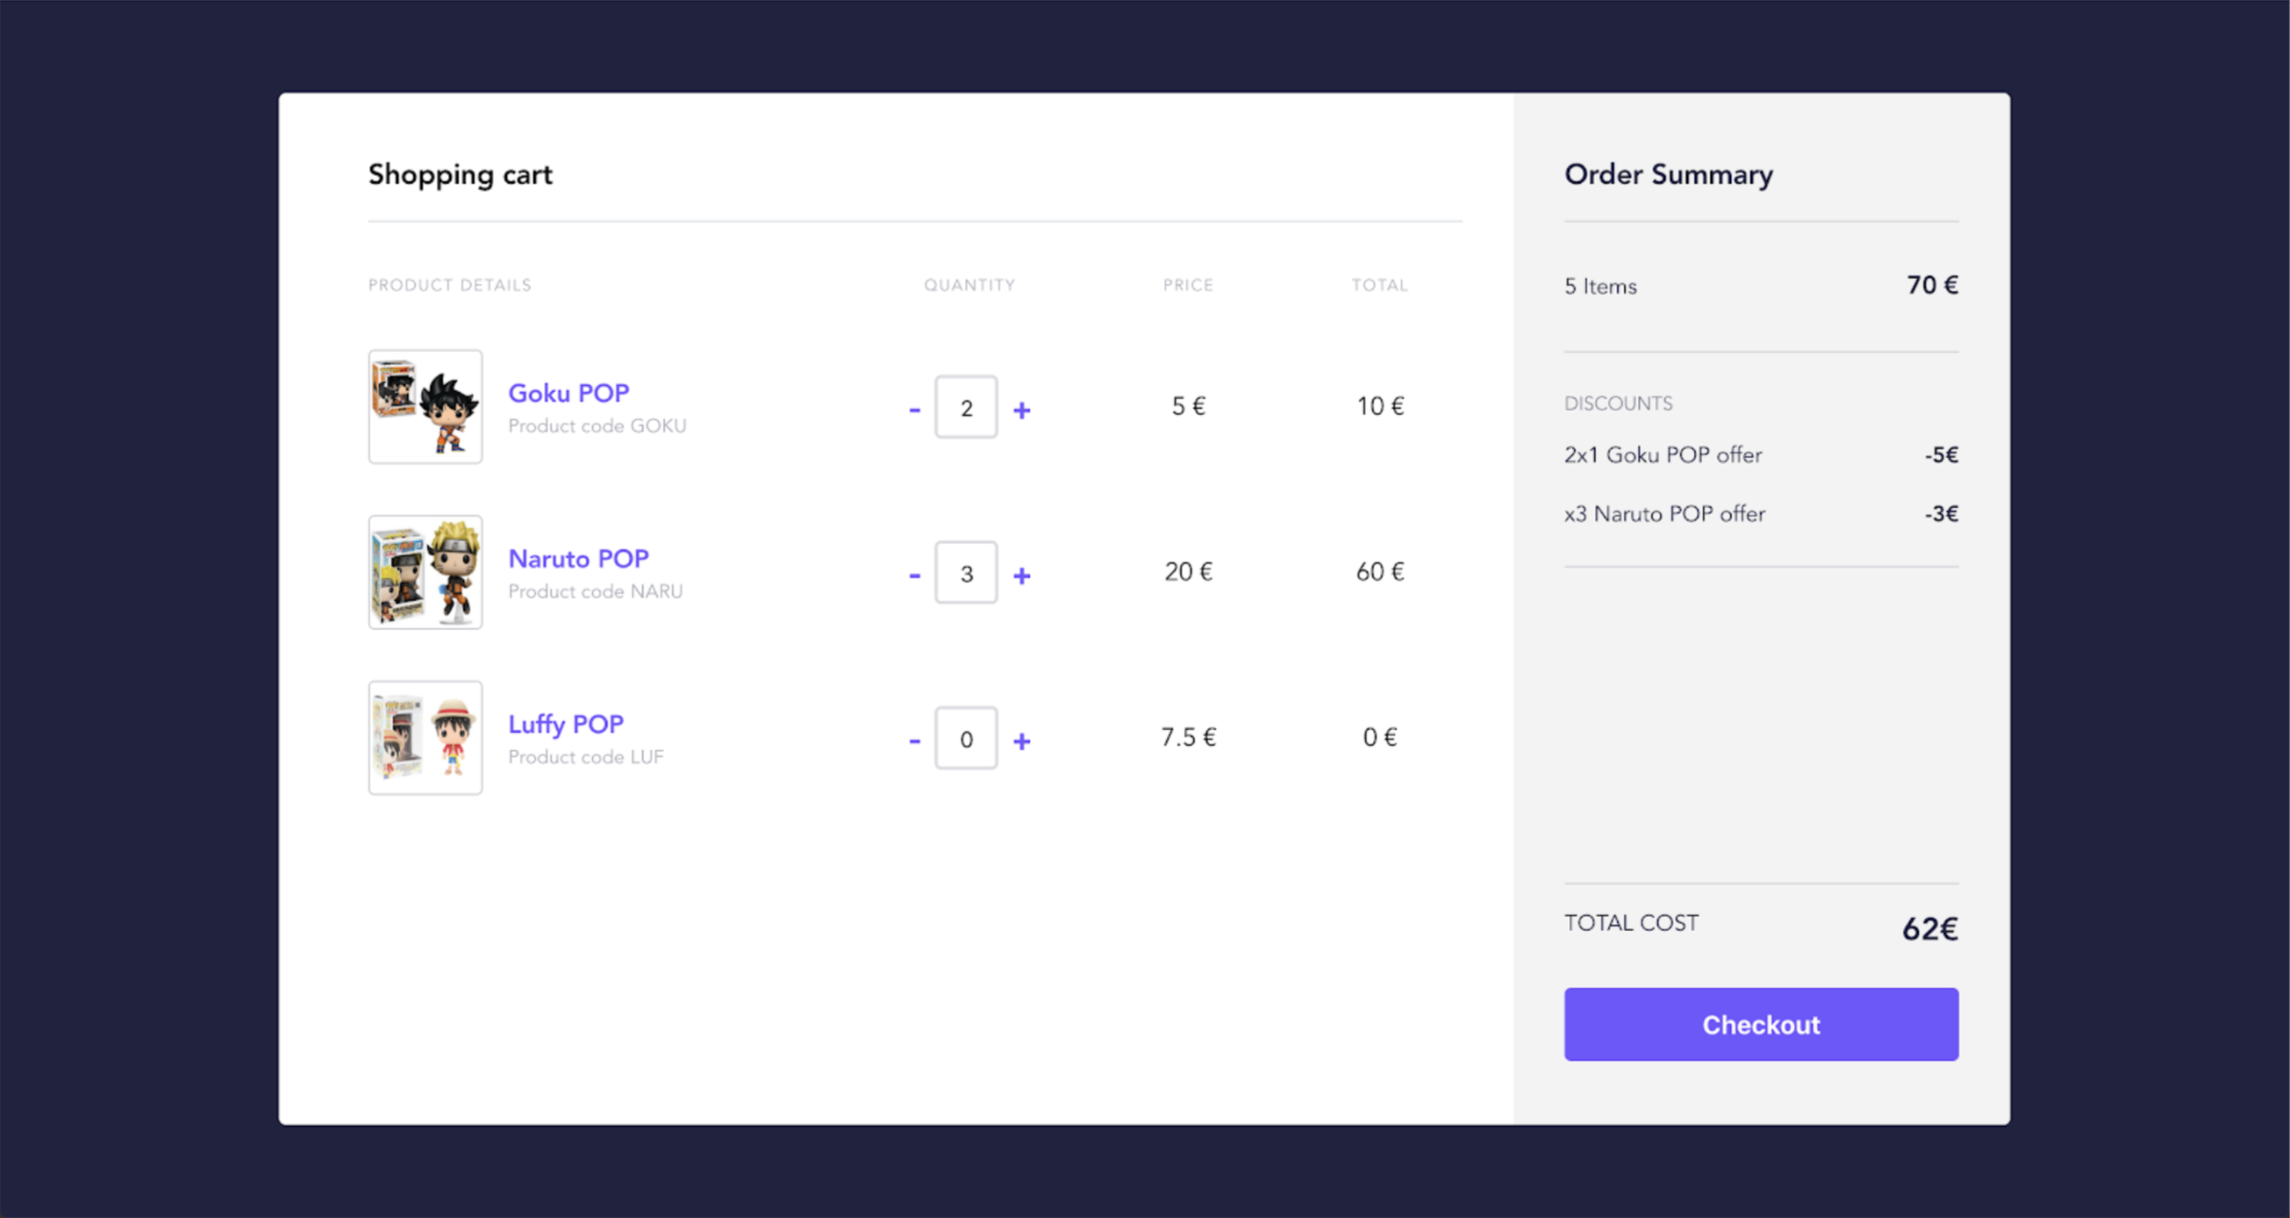 Shopping cart
PRODUCT DETAILS QUANTITY PRICE TOTAL
Goku POP
Product code GOKU
- 2 + 5 € 10 €
Naruto POP
Product code NARU
- 3 + 20 € 60 €
Luffy POP
Product code LUF
- 0 + 7.5 € 0 €
Order Summary
5 Items 70 €
DISCOUNTS
2x1 Goku POP offer -5€
x3 Naruto POP offer -3€
TOTAL COST 62€
Checkout